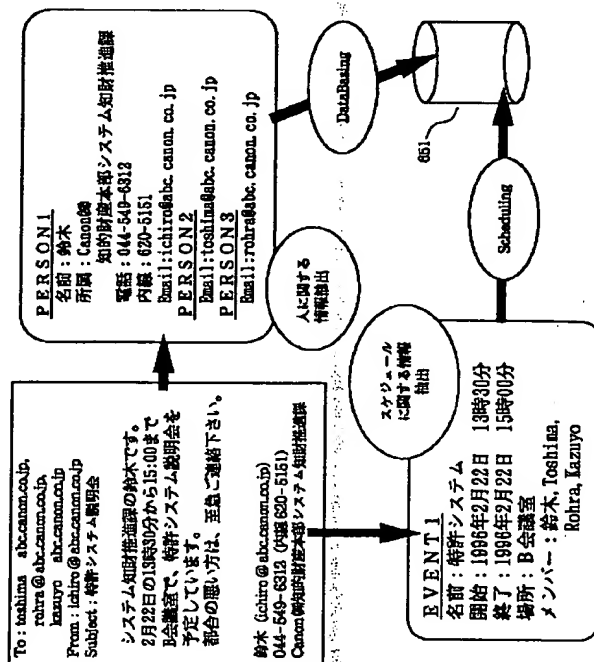 To : toshima abc.canon.co.jp,
rohra @ abc.canon.co.jp,
kazuyo abc.canon.co.jp
From : ichiro @ abc.canon.co.jp
Subject : 特許システム説明会
システム知財推進課の鈴木です。
2月22日の13時30分から15:00まで
B会議室で、特許システム説明会を
予定しています。
都合の悪い方は、至急ご連絡下さい。
鈴木 (ichiro @ abc.canon.co.jp)
044-549-6312 (内線 620-5151)
Canon㈱知的財産本部システム知財推進課
PERSON1
名前 : 鈴木
所属 : Canon㈱
知的財産本部システム知財推進課
電話 : 044-549-6312
内線 : 620-5151
Email:ichiro@abc.canon.co.jp
PERSON2
Email:toshima@abc.canon.co.jp
PERSON3
Email:rohra@abc.canon.co.jp
人に関する
情報抽出
DataBasing
651
EVENT1
名前 : 特許システム
開始 : 1996年2月22日 13時30分
終了 : 1996年2月22日 15時00分
場所 : B会議室
メンバー : 鈴木, Toshima,
Rohra, Kazuyo
スケジュール
に関する情報
抽出
Scheduling